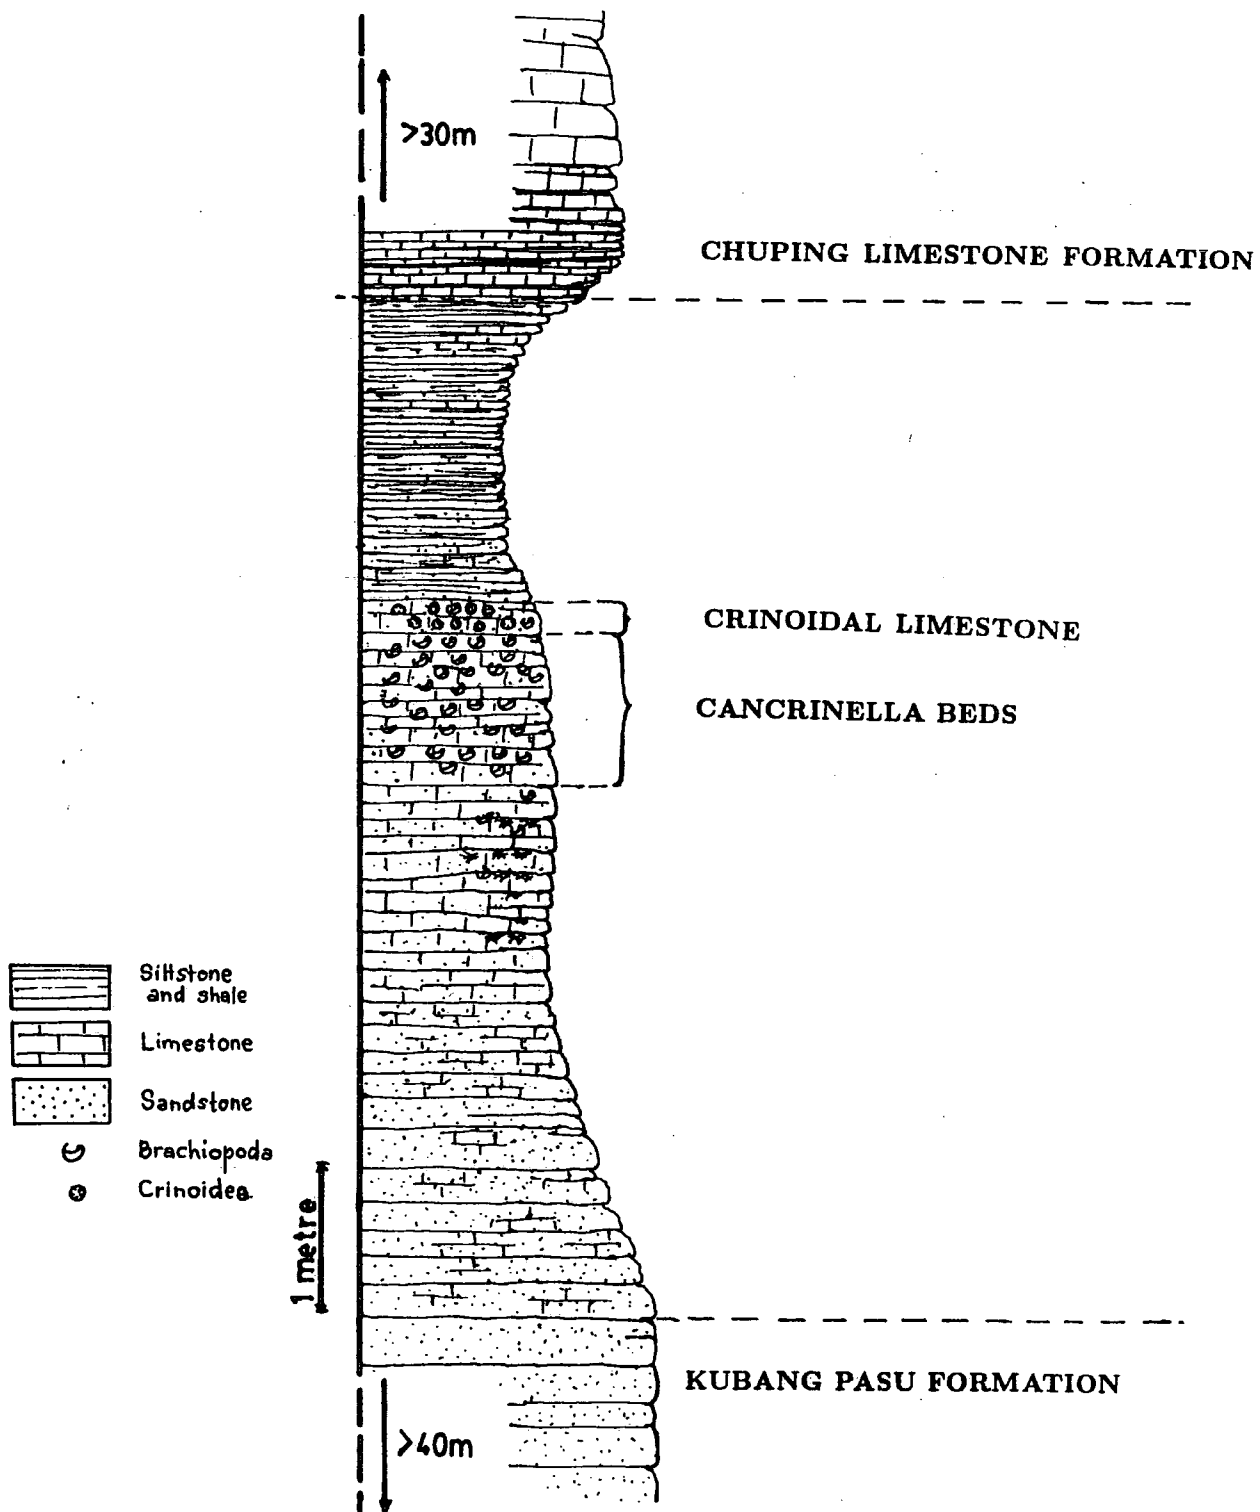 >30m
CHUPING LIMESTONE FORMATION
CRINOIDAL LIMESTONE
CANCRINELLA BEDS
Siltstone
and shale
Limestone
Sandstone
Brachiopoda
Crinoidea
1 metre
KUBANG PASU FORMATION
>40m